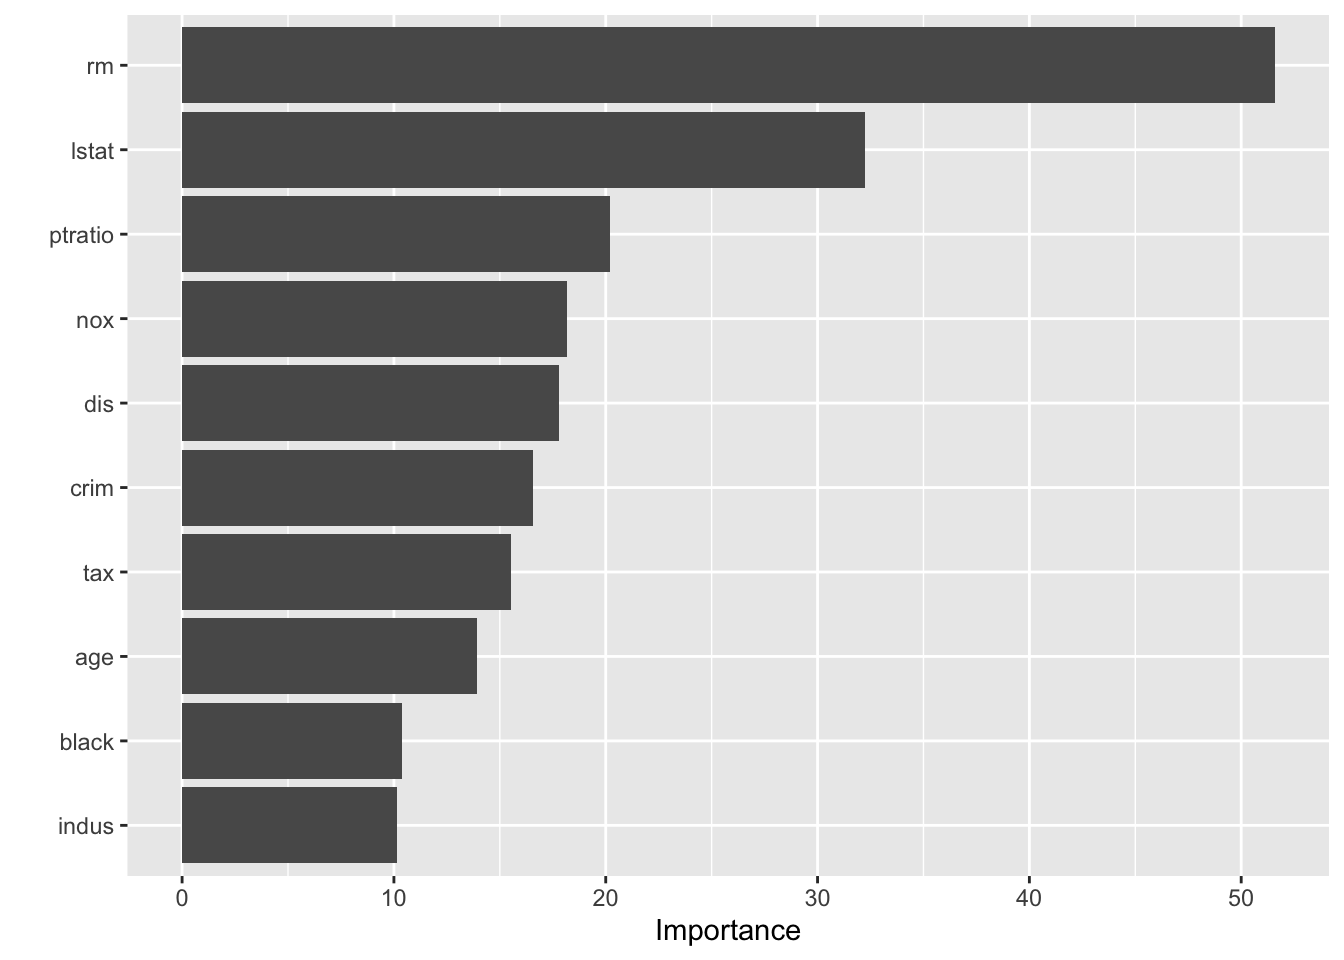 rm
lstat
ptratio
nox
dis
crim
tax
age
black
indus
0 10 20 30 40 50
Importance